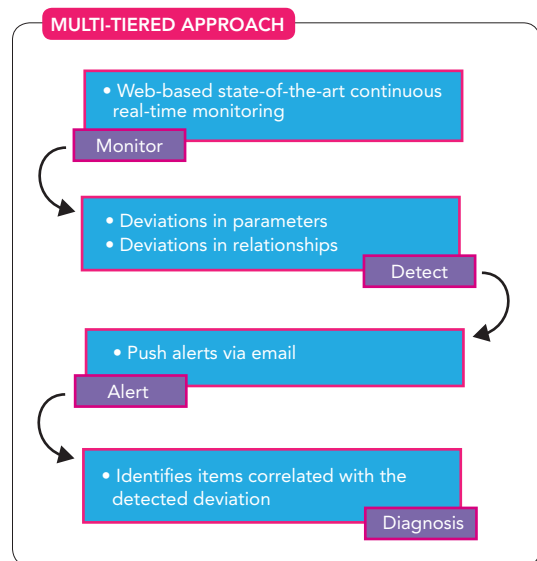 MULTI-TIERED APPROACH
• Web-based state-of-the-art continuous
real-time monitoring
Monitor
• Deviations in parameters
• Deviations in relationships
Detect
• Push alerts via email
Alert
• Identifies items correlated with the
detected deviation
Diagnosis